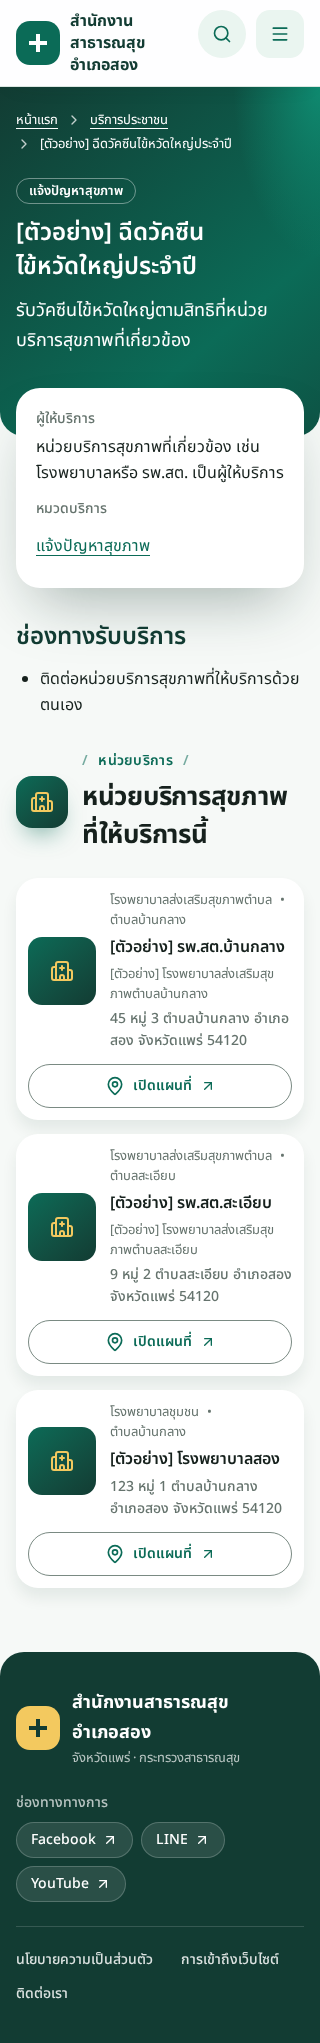 สำนักงาน
สาธารณสุข
อำเภอสอง
หน้าแรก
บริการประชาชน
[ตัวอย่าง] ฉีดวัคซีนไข้หวัดใหญ่ประจำปี
แจ้งปัญหาสุขภาพ
[ตัวอย่าง] ฉีดวัคซีน
ไข้หวัดใหญ่ประจำปี
รับวัคซีนไข้หวัดใหญ่ตามสิทธิที่หน่วย
บริการสุขภาพที่เกี่ยวข้อง
ผู้ให้บริการ
หน่วยบริการสุขภาพที่เกี่ยวข้อง เช่น
โรงพยาบาลหรือ รพ.สต. เป็นผู้ให้บริการ
หมวดบริการ
แจ้งปัญหาสุขภาพ
ช่องทางรับบริการ
• ติดต่อหน่วยบริการสุขภาพที่ให้บริการด้วย
ตนเอง
/ หน่วยบริการ /
หน่วยบริการสุขภาพ
ที่ให้บริการนี้
โรงพยาบาลส่งเสริมสุขภาพตำบล •
ตำบลบ้านกลาง
[ตัวอย่าง] รพ.สต.บ้านกลาง
[ตัวอย่าง] โรงพยาบาลส่งเสริมสุข
ภาพตำบลบ้านกลาง
45 หมู่ 3 ตำบลบ้านกลาง อำเภอ
สอง จังหวัดแพร่ 54120
เปิดแผนที่
โรงพยาบาลส่งเสริมสุขภาพตำบล •
ตำบลสะเอียบ
[ตัวอย่าง] รพ.สต.สะเอียบ
[ตัวอย่าง] โรงพยาบาลส่งเสริมสุข
ภาพตำบลสะเอียบ
9 หมู่ 2 ตำบลสะเอียบ อำเภอสอง
จังหวัดแพร่ 54120
เปิดแผนที่
โรงพยาบาลชุมชน •
ตำบลบ้านกลาง
[ตัวอย่าง] โรงพยาบาลสอง
123 หมู่ 1 ตำบลบ้านกลาง
อำเภอสอง จังหวัดแพร่ 54120
เปิดแผนที่
สำนักงานสาธารณสุข
อำเภอสอง
จังหวัดแพร่ · กระทรวงสาธารณสุข
ช่องทางทางการ
Facebook
LINE
YouTube
นโยบายความเป็นส่วนตัว
การเข้าถึงเว็บไซต์
ติดต่อเรา